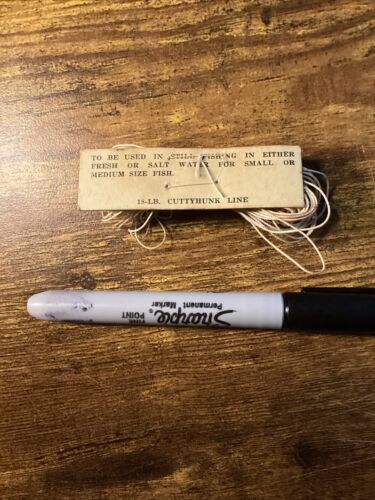 TO BE USED IN STILL FISHING IN EITHER
FRESH OR SALT WATER FOR SMALL OR
MEDIUM SIZE FISH.
18-LB. CUTTYHUNK LINE
Sharpie®
Permanent Marker
FINE
POINT